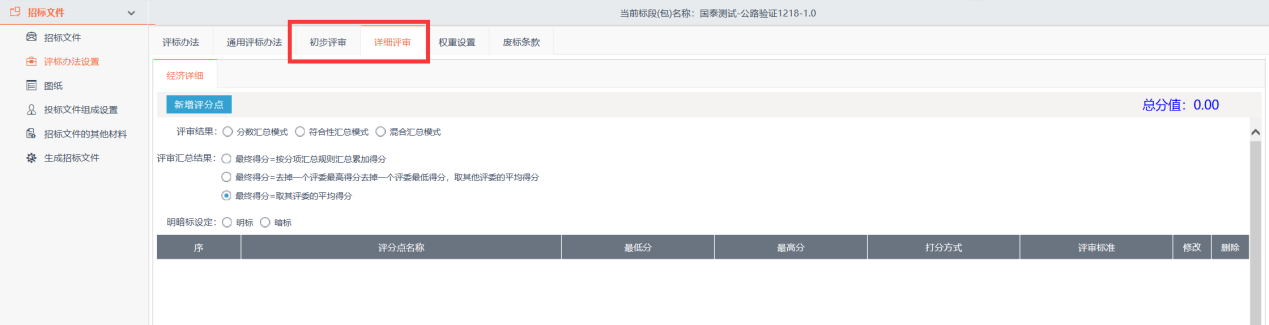 招标文件
当前标段(包)名称：国泰测试-公路验证1218-1.0
招标文件
评标办法设置
图纸
投标文件组成设置
招标文件的其他材料
生成招标文件
评标办法 通用评标办法 初步评审 详细评审 权重设置 废标条款
经济详细
新增评分点 总分值：0.00
评审结果： 分数汇总模式 符合性汇总模式 混合汇总模式
评审汇总结果： 最终得分=按分项汇总规则汇总累加得分
最终得分=去掉一个评委最高得分去掉一个评委最低得分，取其他评委的平均得分
最终得分=取其评委的平均得分
明暗标设定： 明标 暗标
序 评分点名称 最低分 最高分 打分方式 评审标准 修改 删除